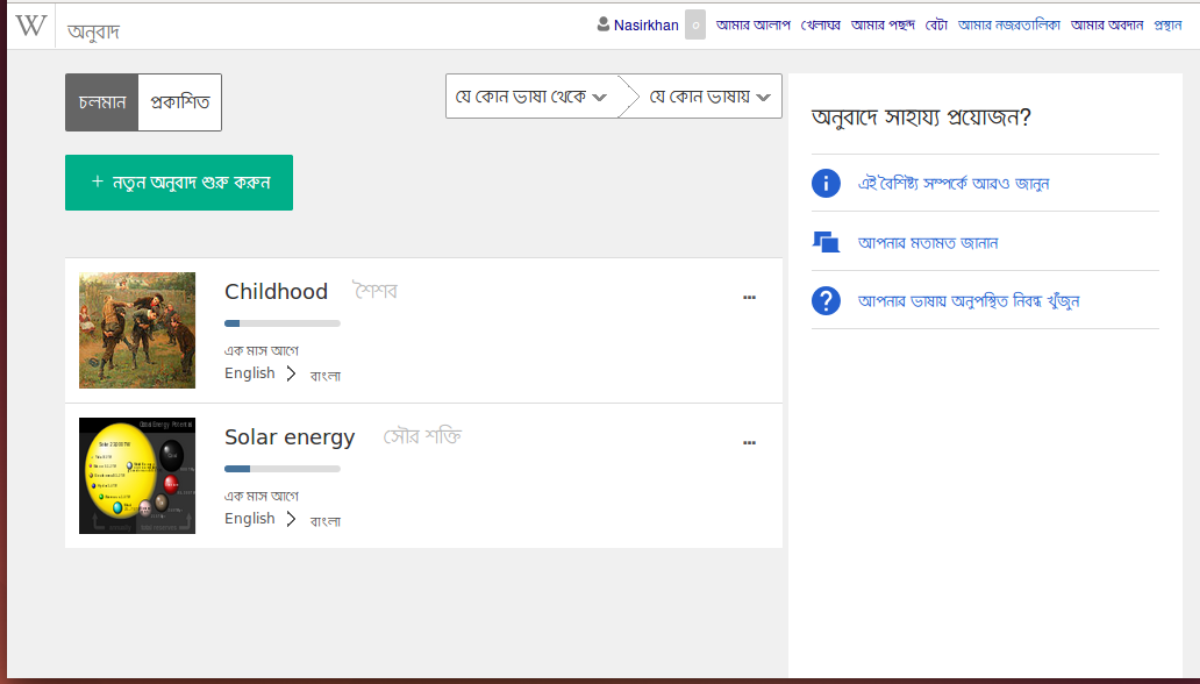 W অনুবাদ
Nasirkhan ০ আমার আলাপ খেলাঘর আমার পছন্দ বেটা আমার নজরতালিকা আমার অবদান প্রস্থান
চলমান প্রকাশিত
যে কোন ভাষা থেকে যে কোন ভাষায়
+ নতুন অনুবাদ শুরু করুন
Childhood শৈশব
এক মাস আগে
English > বাংলা
Solar energy সৌর শক্তি
এক মাস আগে
English > বাংলা
অনুবাদে সাহায্য প্রয়োজন?
এই বৈশিষ্ট্য সম্পর্কে আরও জানুন
আপনার মতামত জানান
আপনার ভাষায় অনুপস্থিত নিবন্ধ খুঁজুন